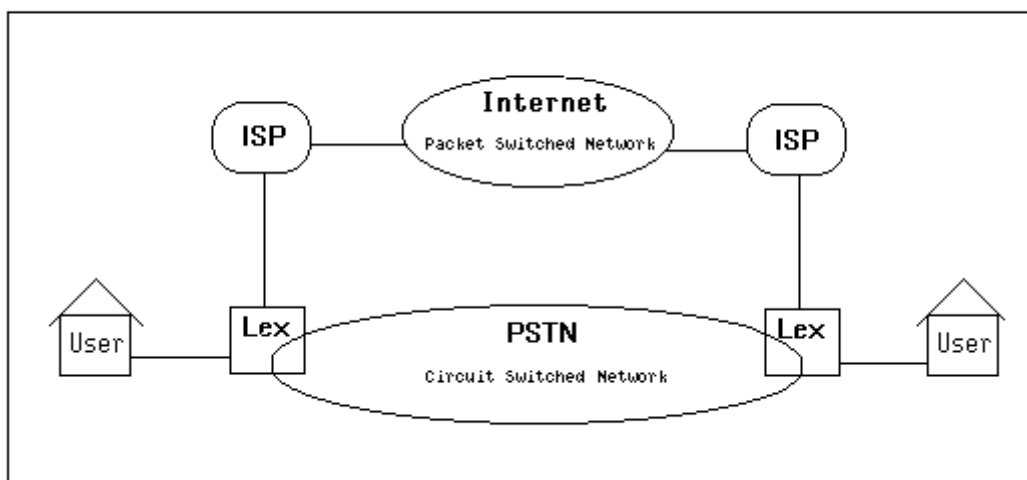 Internet
Packet Switched Network
ISP
ISP
Lex
PSTN
Lex
User
Circuit Switched Network
User